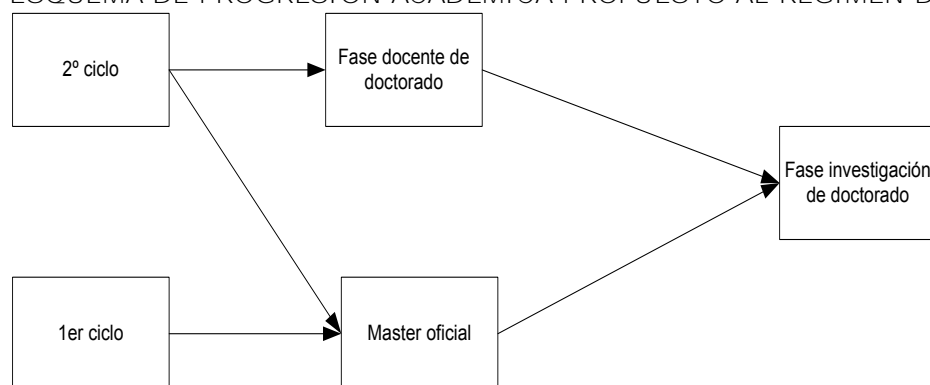 ESQUEMA DE PROGRESIÓN ACADÉMICA PROPUESTO AL RÉGIMEN D
2º ciclo
Fase docente de
doctorado
Fase investigación
de doctorado
1er ciclo
Master oficial